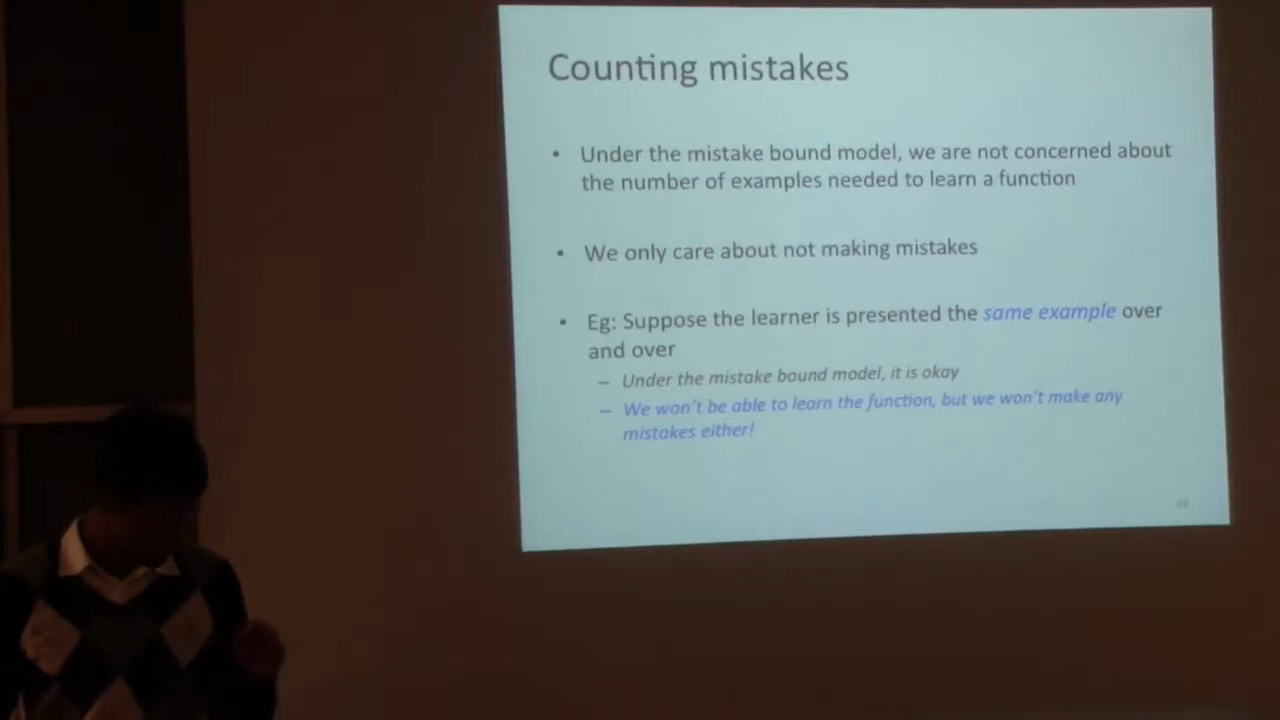 Counting mistakes
• Under the mistake bound model, we are not concerned about
the number of examples needed to learn a function
• We only care about not making mistakes
• Eg: Suppose the learner is presented the same example over
and over
– Under the mistake bound model, it is okay
– We won't be able to learn the function, but we won't make any
mistakes either!